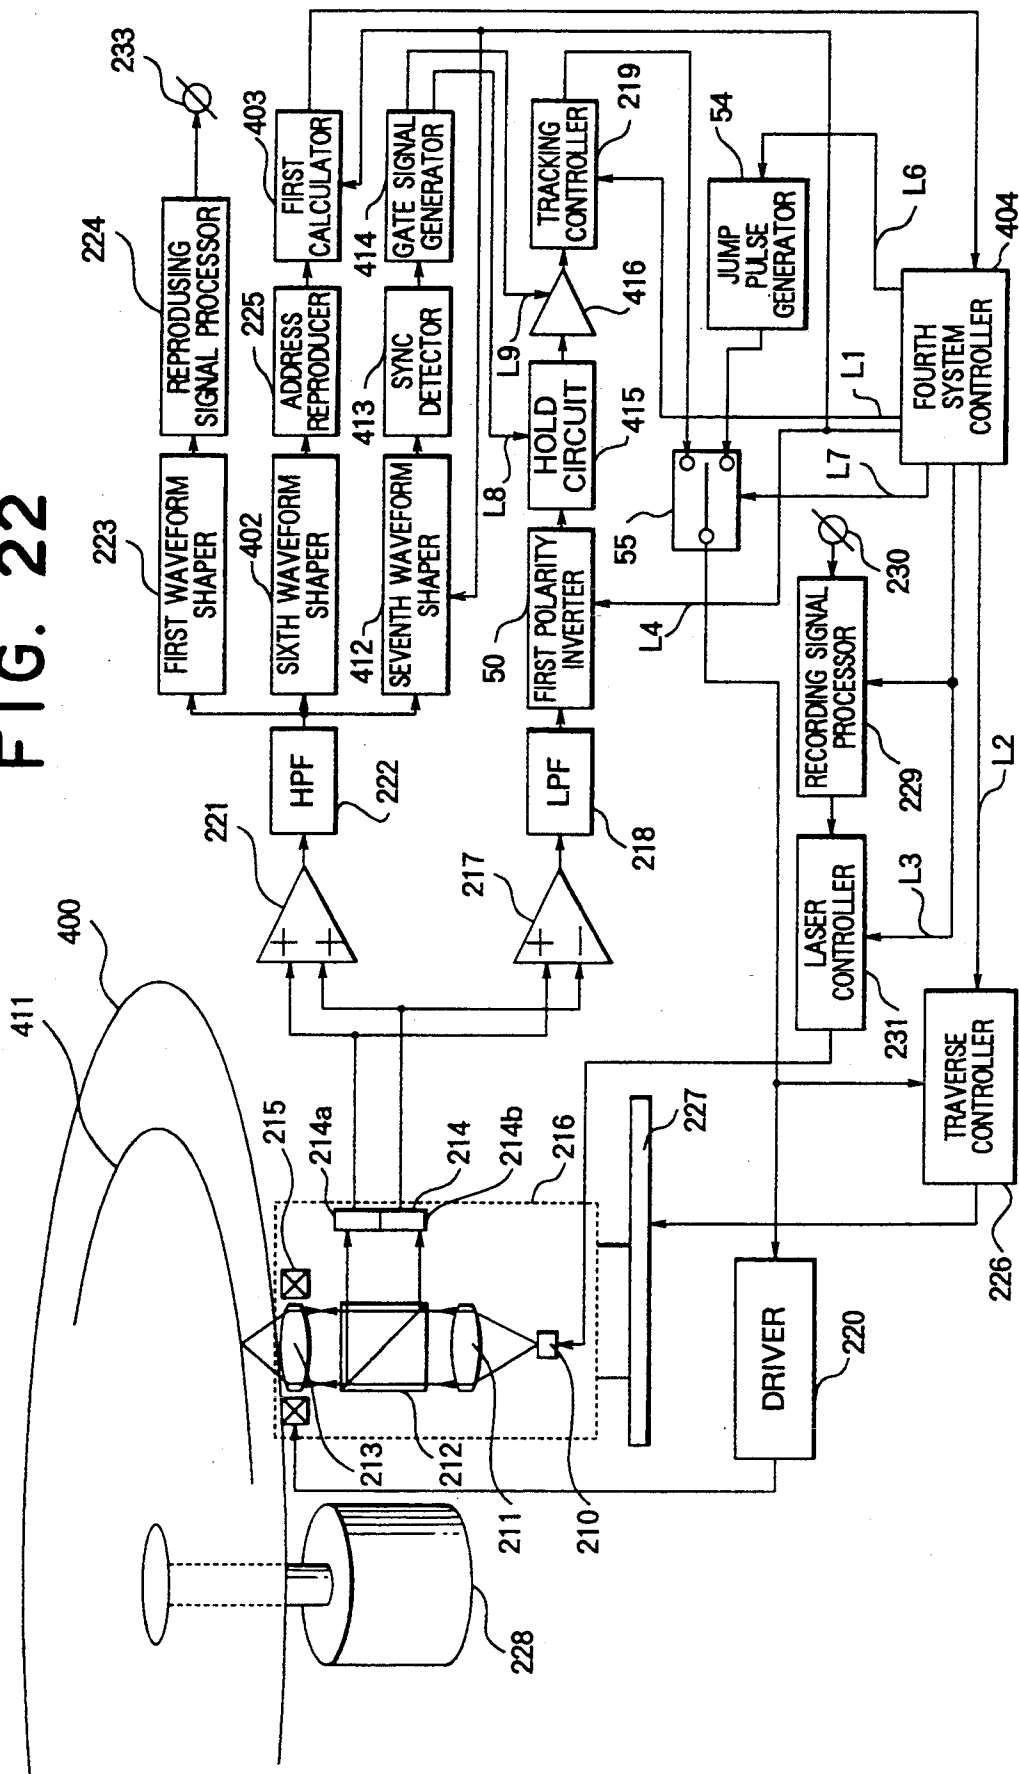 FIG. 22
233
224
REPRODUSING
SIGNAL PROCESSOR
223
FIRST WAVEFORM
SHAPER
403
FIRST
CALCULATOR
225
ADDRESS
REPRODUCER
402
SIXTH WAVEFORM
SHAPER
414
GATE SIGNAL
GENERATOR
413
SYNC
DETECTOR
412
SEVENTH WAVEFORM
SHAPER
221
+
+
HPF
222
217
+
−
LPF
218
50
FIRST POLARITY
INVERTER
L8
HOLD
CIRCUIT
415
L9
416
TRACKING
CONTROLLER
219
54
JUMP
PULSE
GENERATOR
55
L6
404
FOURTH
SYSTEM
CONTROLLER
L1
L7
L4
230
RECORDING SIGNAL
PROCESSOR
229
L2
L3
LASER
CONTROLLER
231
TRAVERSE
CONTROLLER
226
DRIVER
220
400
411
215
214a
214
214b
216
227
213
212
211
210
228